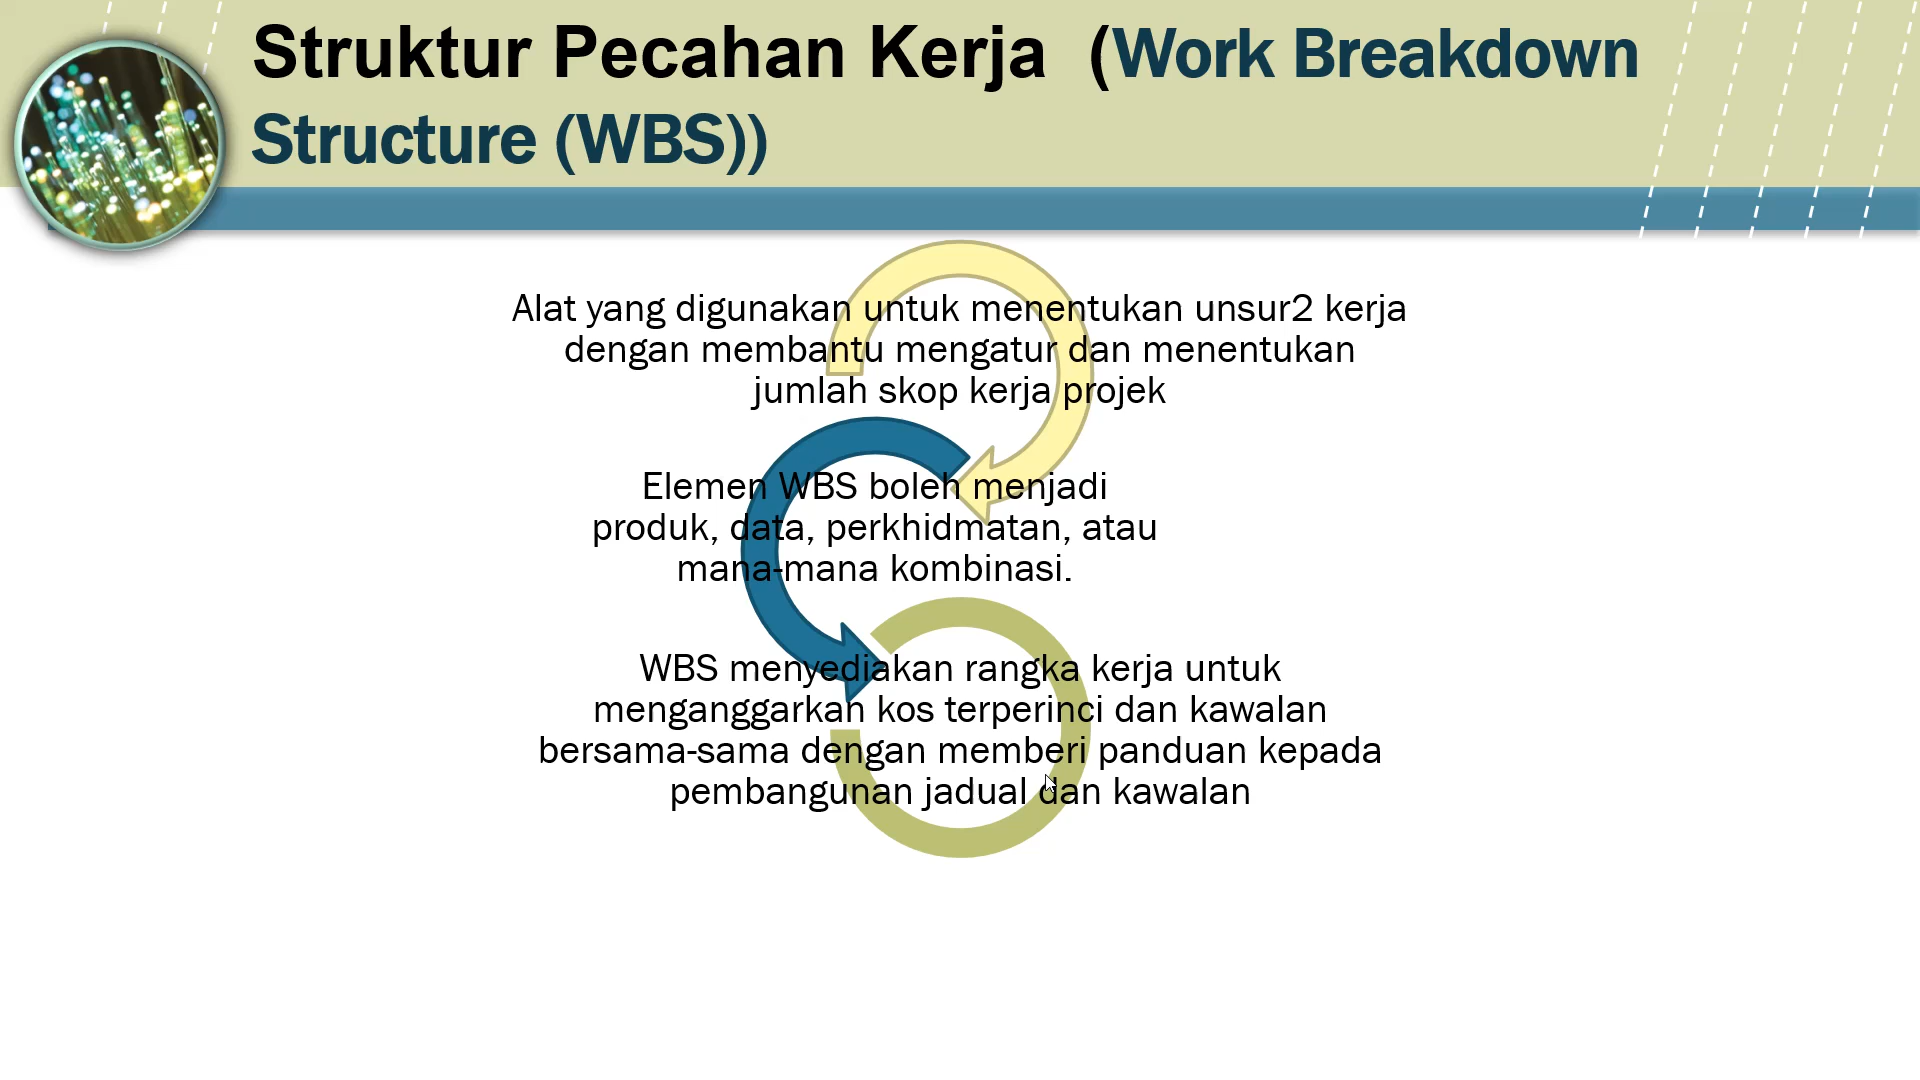 Struktur Pecahan Kerja (Work Breakdown
Structure (WBS))
Alat yang digunakan untuk menentukan unsur2 kerja
dengan membantu mengatur dan menentukan
jumlah skop kerja projek
Elemen WBS boleh menjadi
produk, data, perkhidmatan, atau
mana-mana kombinasi.
WBS menyediakan rangka kerja untuk
menganggarkan kos terperinci dan kawalan
bersama-sama dengan memberi panduan kepada
pembangunan jadual dan kawalan